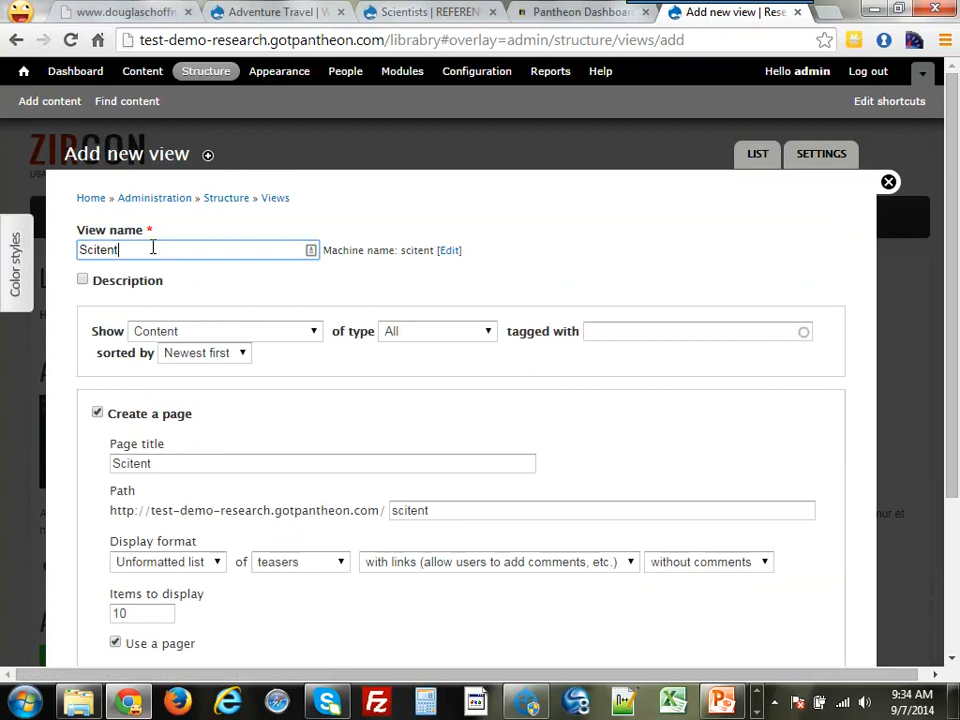 www.douglaschoffn
Adventure Travel | W
Scientists | REFEREN
Pantheon Dashboar
Add new view | Rese
test-demo-research.gotpantheon.com/librabry#overlay=admin/structure/views/add
Dashboard Content Structure Appearance People Modules Configuration Reports Help Hello admin Log out
Add content Find content Edit shortcuts
ZIRCON
Add new view LIST SETTINGS
Home » Administration » Structure » Views
Color styles
View name *
Scitent Machine name: scitent [Edit]
Description
Show Content of type All tagged with
sorted by Newest first
Create a page
Page title
Scitent
Path
http://test-demo-research.gotpantheon.com/ scitent
Display format
Unformatted list of teasers with links (allow users to add comments, etc.) without comments
Items to display
10
Use a pager
9:34 AM
9/7/2014